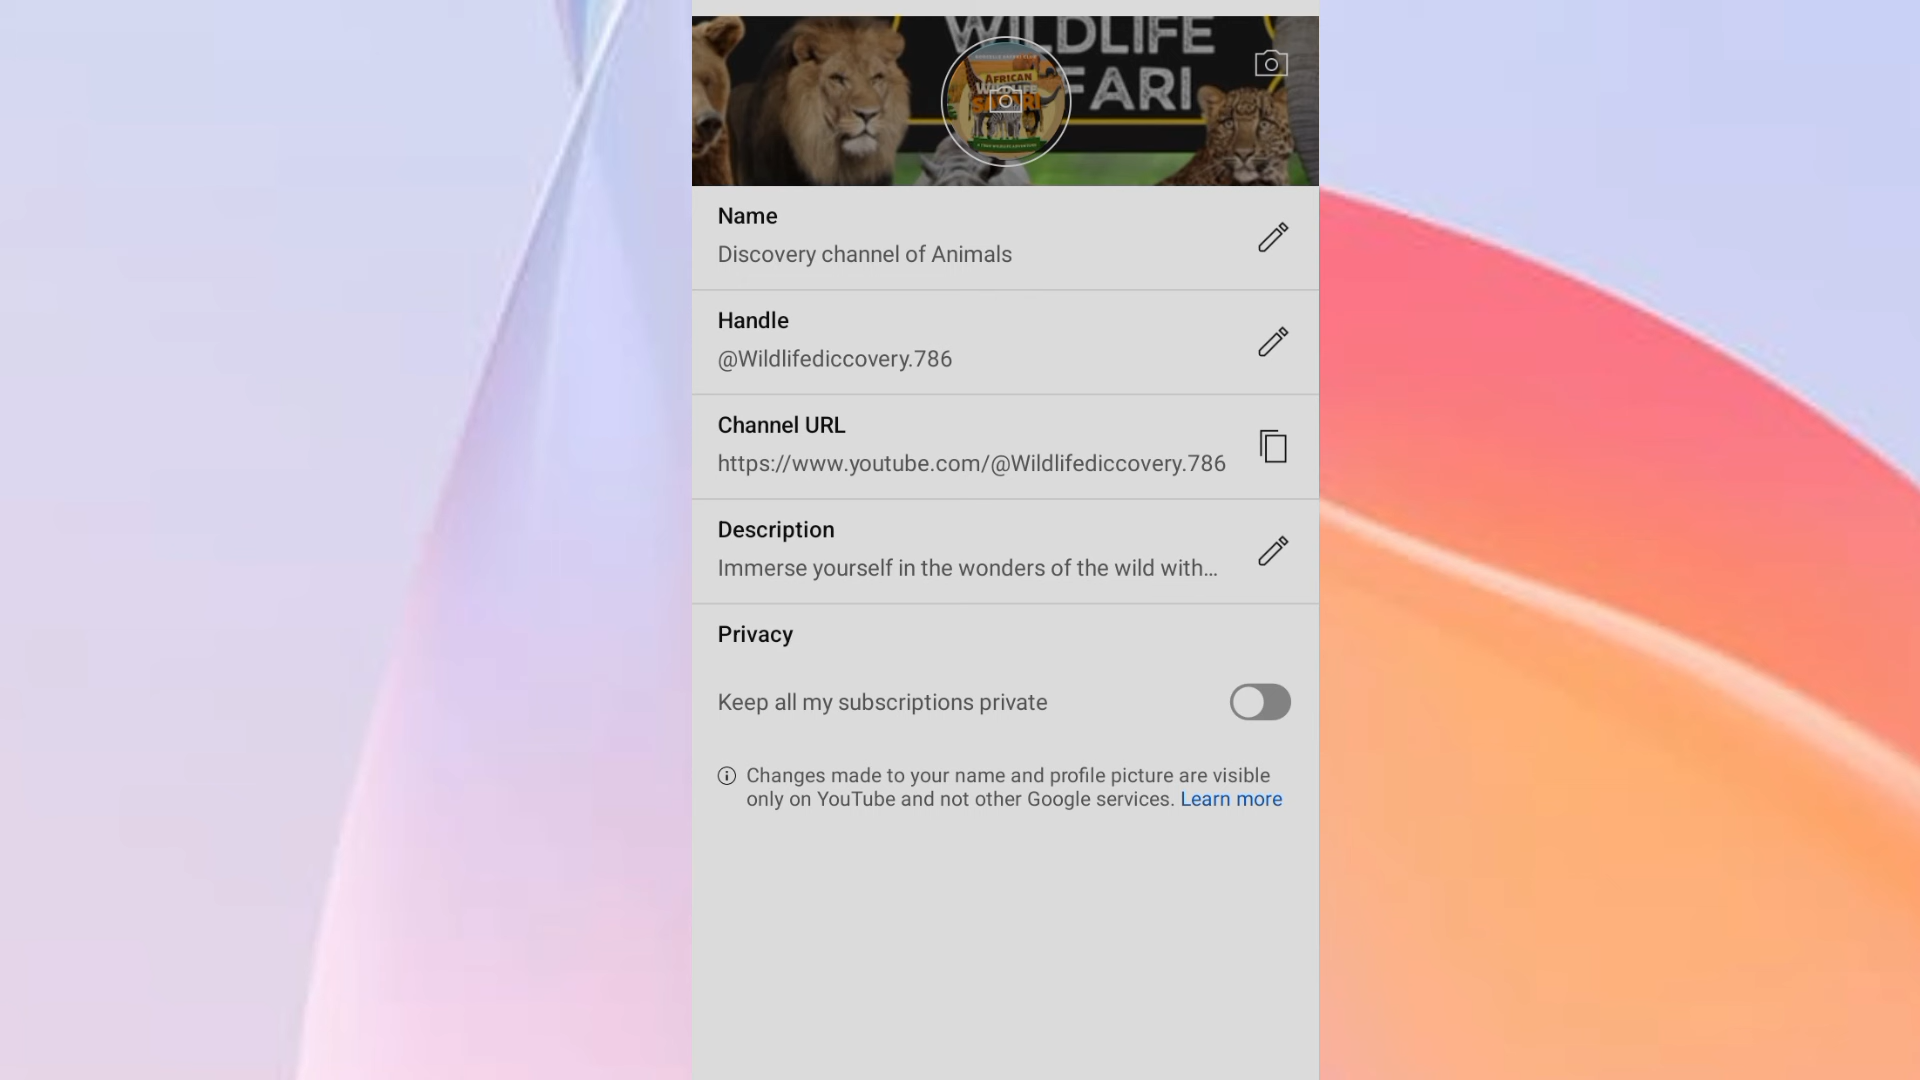 WILDLIFE
FARI
AFRICAN
WILDLIFE
SAFARI
Name
Discovery channel of Animals
Handle
@Wildlifediccovery.786
Channel URL
https://www.youtube.com/@Wildlifediccovery.786
Description
Immerse yourself in the wonders of the wild with...
Privacy
Keep all my subscriptions private
Changes made to your name and profile picture are visible
only on YouTube and not other Google services. Learn more